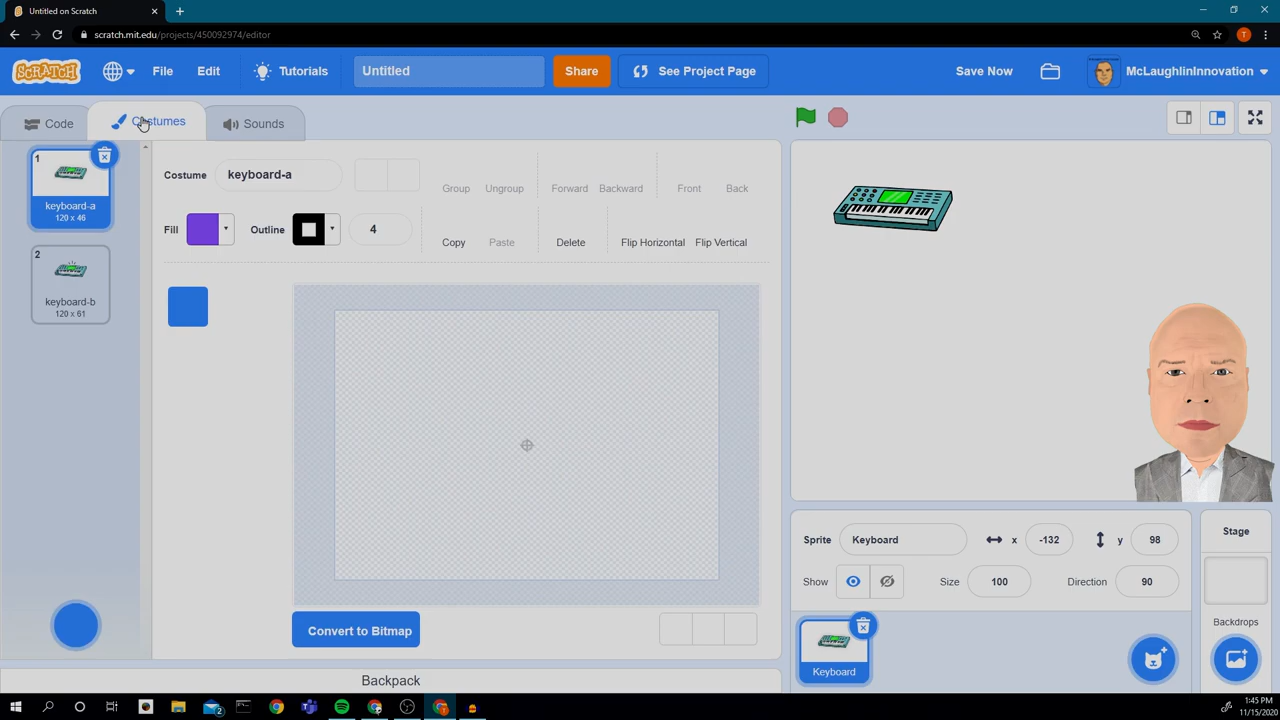 Untitled on Scratch
scratch.mit.edu/projects/450092974/editor
T
SCRATCH
File
Edit
Tutorials
Untitled
Share
See Project Page
Save Now
McLaughlinInnovation
Code
Costumes
Sounds
1
keyboard-a
120 x 46
2
keyboard-b
120 x 61
Costume
keyboard-a
Group
Ungroup
Forward
Backward
Front
Back
Fill
Outline
4
Copy
Paste
Delete
Flip Horizontal
Flip Vertical
Convert to Bitmap
Backpack
Sprite
Keyboard
x
-132
y
98
Show
Size
100
Direction
90
Keyboard
Stage
Backdrops
1:45 PM
11/15/2020